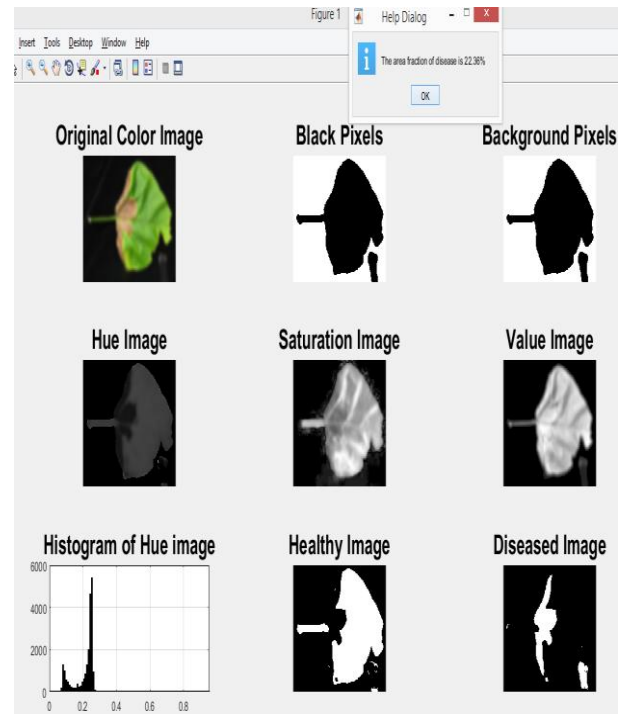 Figure 1
Help Dialog
Insert Tools Desktop Window Help
The area fraction of disease is 22.36%
OK
Original Color Image
Black Pixels
Background Pixels
Hue Image
Saturation Image
Value Image
Histogram of Hue image
Healthy Image
Diseased Image
6000
4000
2000
0
0 0.2 0.4 0.6 0.8